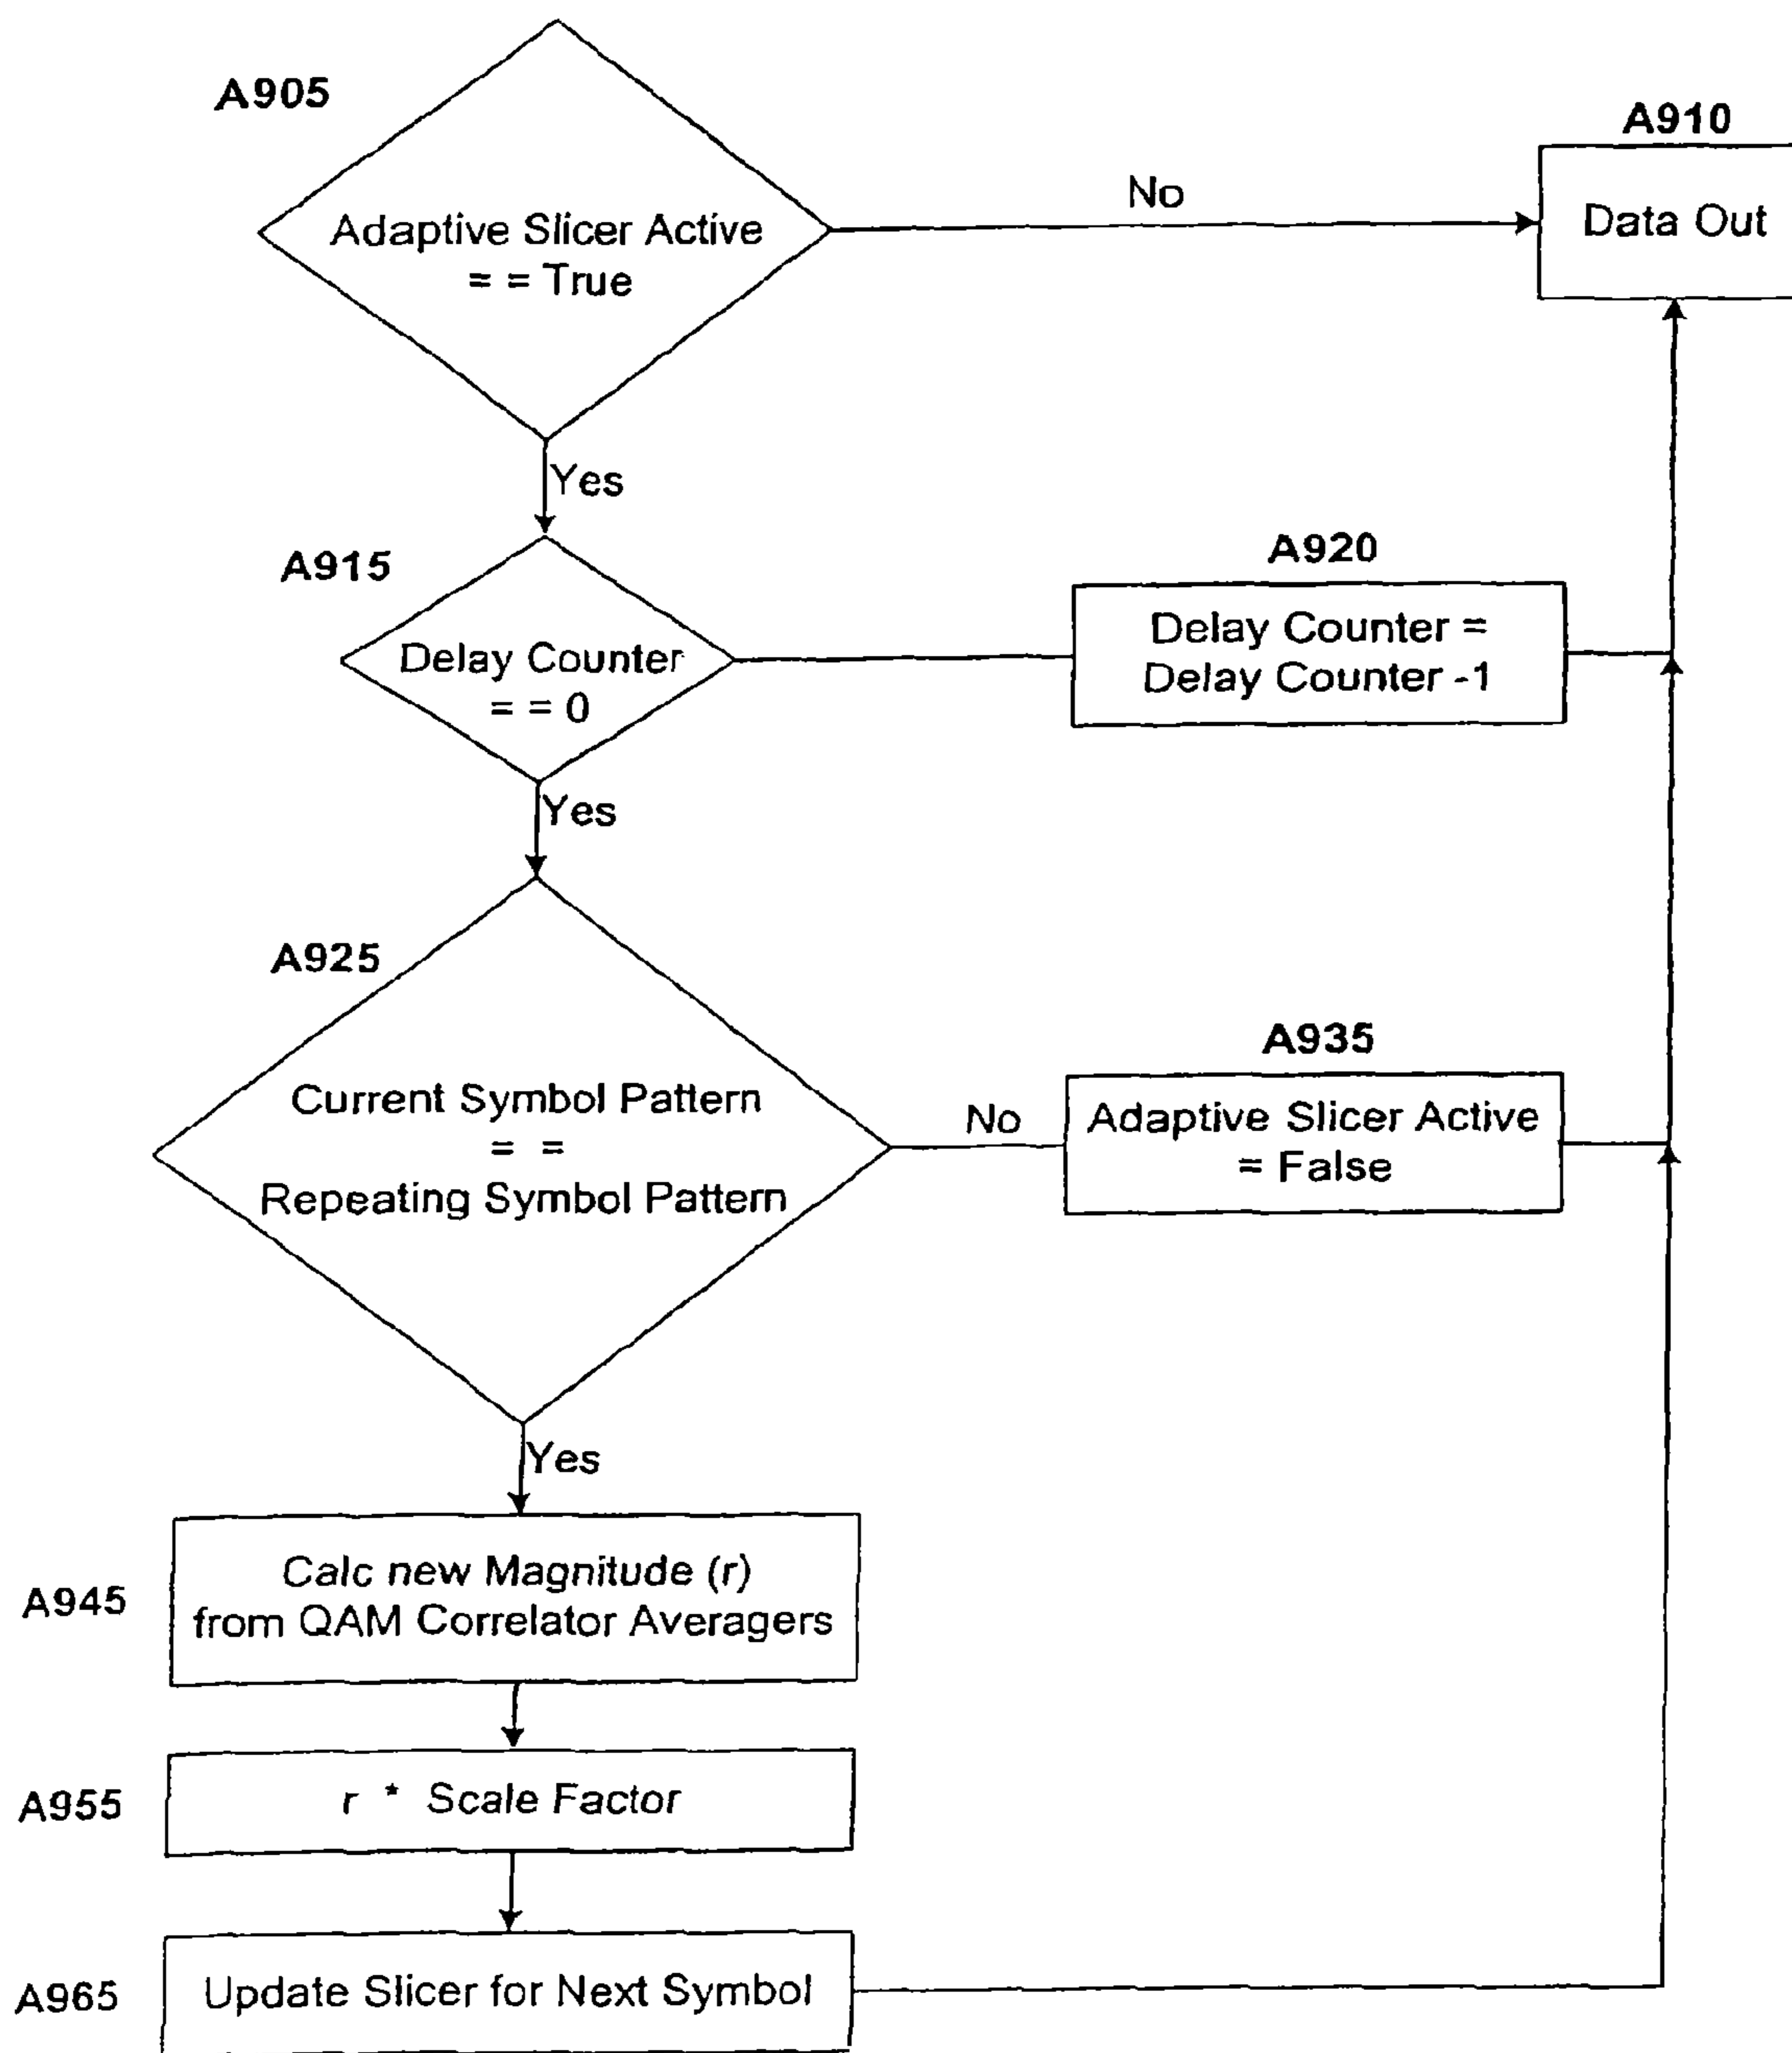 A905
A910
Adaptive Slicer Active
= = True
No
Data Out
Yes
A915
A920
Delay Counter
= = 0
Delay Counter =
Delay Counter -1
Yes
A925
A935
Current Symbol Pattern
= =
Repeating Symbol Pattern
No
Adaptive Slicer Active
= False
Yes
A945
Calc new Magnitude (r)
from QAM Correlator Averagers
A955
r * Scale Factor
A965
Update Slicer for Next Symbol